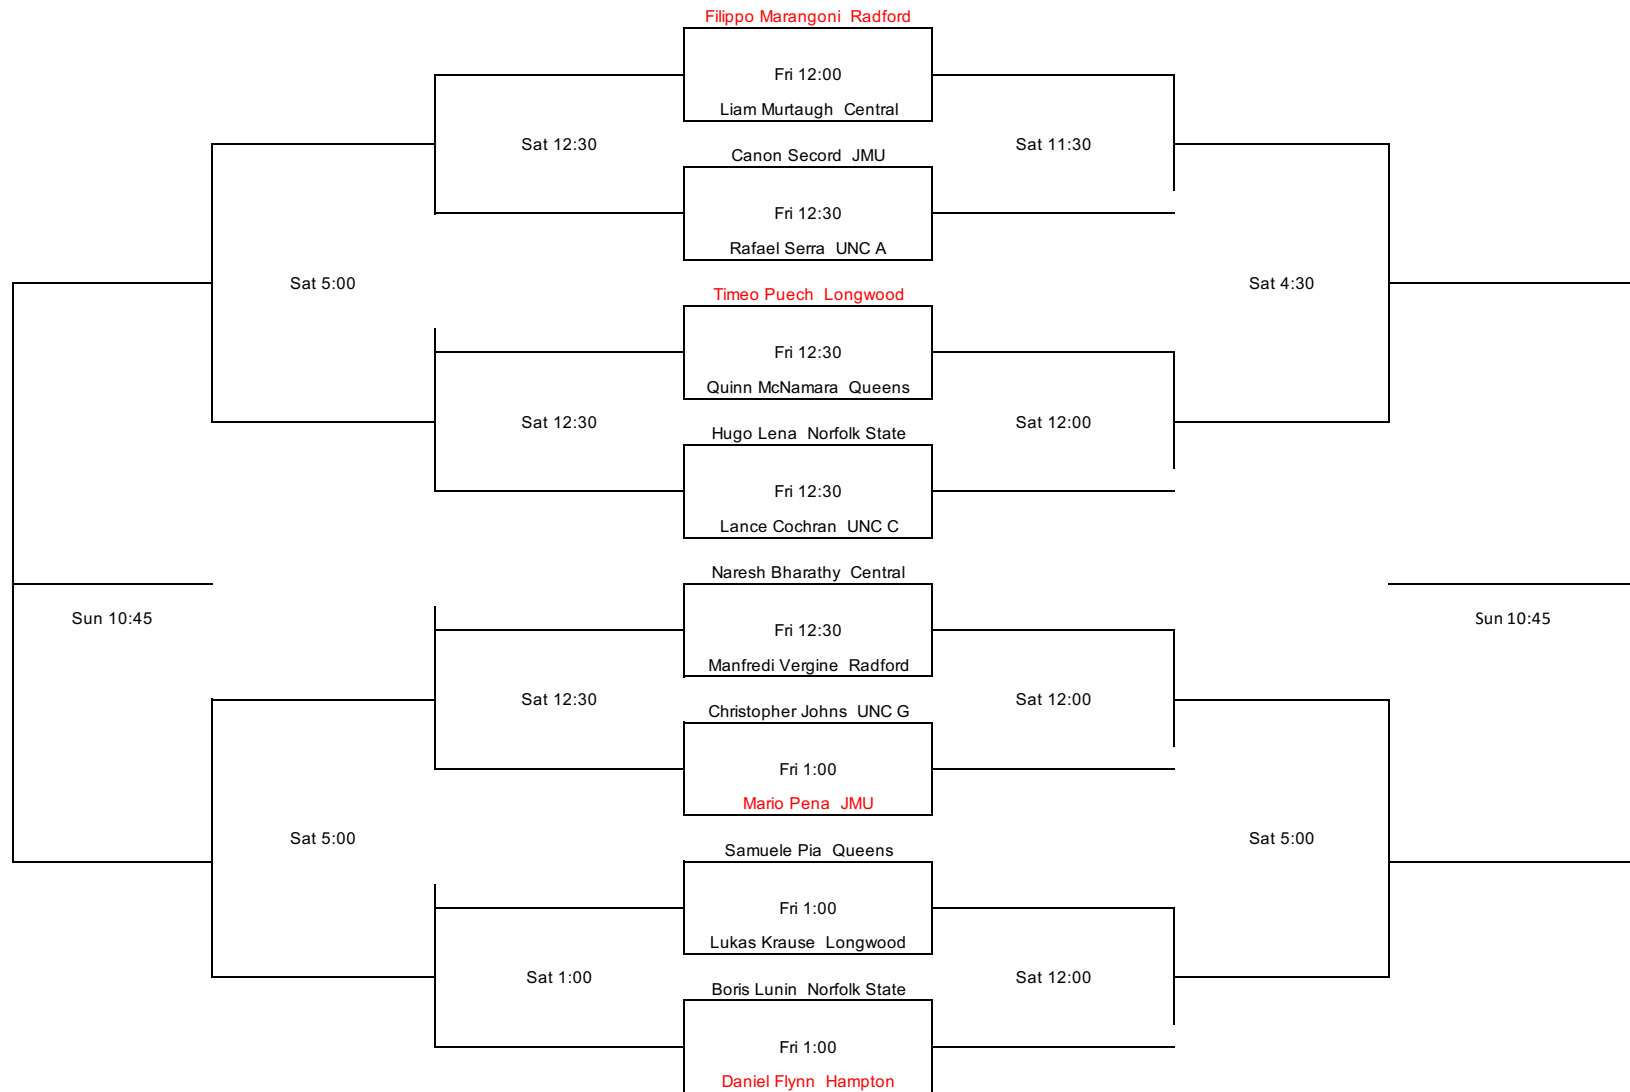 Filippo Marangoni  Radford
Fri 12:00
Liam Murtaugh  Central
Sat 12:30
Sat 11:30
Canon Secord  JMU
Fri 12:30
Rafael Serra  UNC A
Sat 5:00
Sat 4:30
Timeo Puech  Longwood
Fri 12:30
Quinn McNamara  Queens
Sat 12:30
Sat 12:00
Hugo Lena  Norfolk State
Fri 12:30
Lance Cochran  UNC C
Naresh Bharathy  Central
Sun 10:45
Sun 10:45
Fri 12:30
Manfredi Vergine  Radford
Sat 12:30
Sat 12:00
Christopher Johns  UNC G
Fri 1:00
Mario Pena  JMU
Sat 5:00
Sat 5:00
Samuele Pia  Queens
Fri 1:00
Lukas Krause  Longwood
Sat 1:00
Sat 12:00
Boris Lunin  Norfolk State
Fri 1:00
Daniel Flynn  Hampton